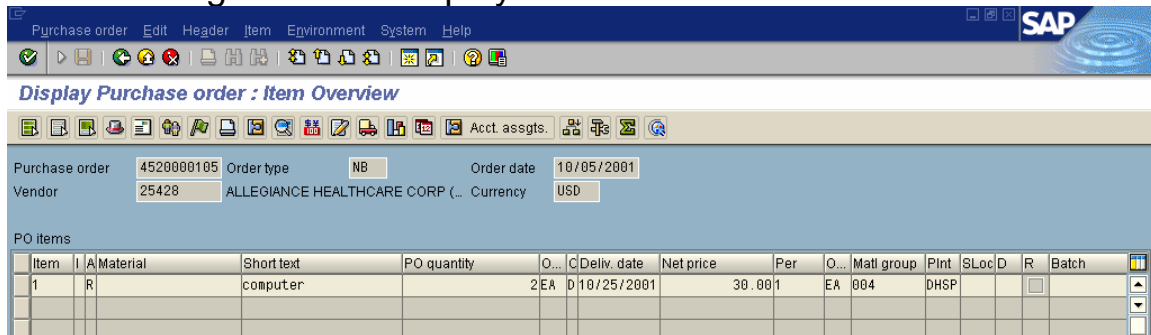 Purchase order Edit Header Item Environment System Help SAP
Display Purchase order : Item Overview
Acct. assgts.
Purchase order 4520000105 Order type NB Order date 10/05/2001
Vendor 25428 ALLEGIANCE HEALTHCARE CORP (... Currency USD
PO items
Item I A Material Short text PO quantity O... C Deliv. date Net price Per O... Matl group Plnt SLoc D R Batch
1 R computer 2 EA D 10/25/2001 30.00 1 EA 004 DHSP